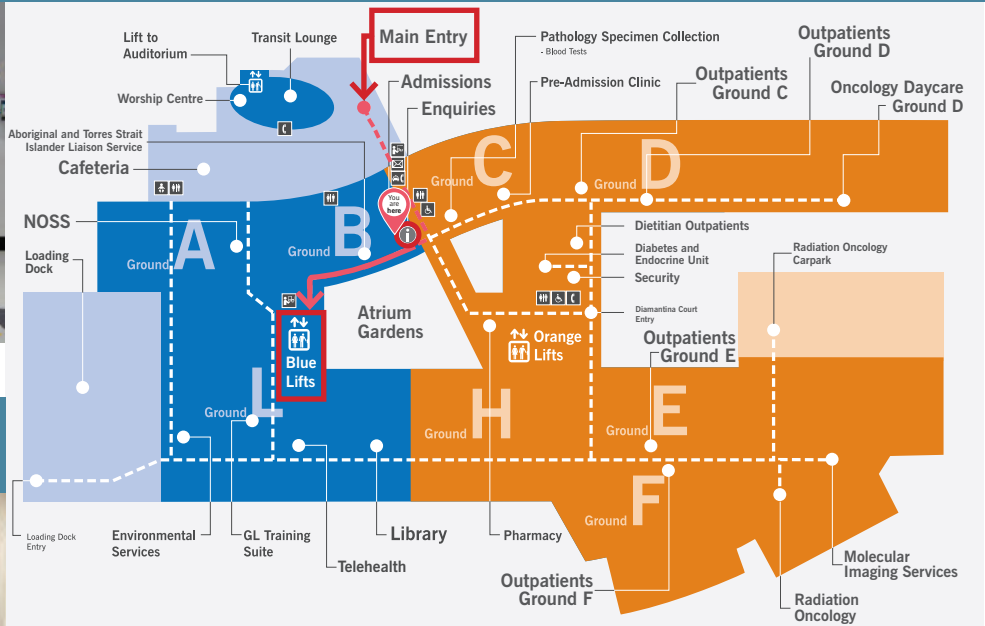 Main Entry
Lift to
Auditorium
Transit Lounge
Worship Centre
Aboriginal and Torres Strait
Islander Liaison Service
Cafeteria
NOSS
Loading
Dock
Admissions
Enquiries
Pathology Specimen Collection
- Blood Tests
Pre-Admission Clinic
Outpatients
Ground C
Outpatients
Ground D
Oncology Daycare
Ground D
Ground A
Ground B
You
are
here
i
Ground C
Ground D
Dietitian Outpatients
Diabetes and
Endocrine Unit
Security
Radiation Oncology
Carpark
Diamantina Court
Entry
Atrium
Gardens
Blue
Lifts
Orange
Lifts
Outpatients
Ground E
Ground L
Ground H
Ground E
Ground F
Loading Dock
Entry
Environmental
Services
GL Training
Suite
Telehealth
Library
Pharmacy
Outpatients
Ground F
Molecular
Imaging Services
Radiation
Oncology